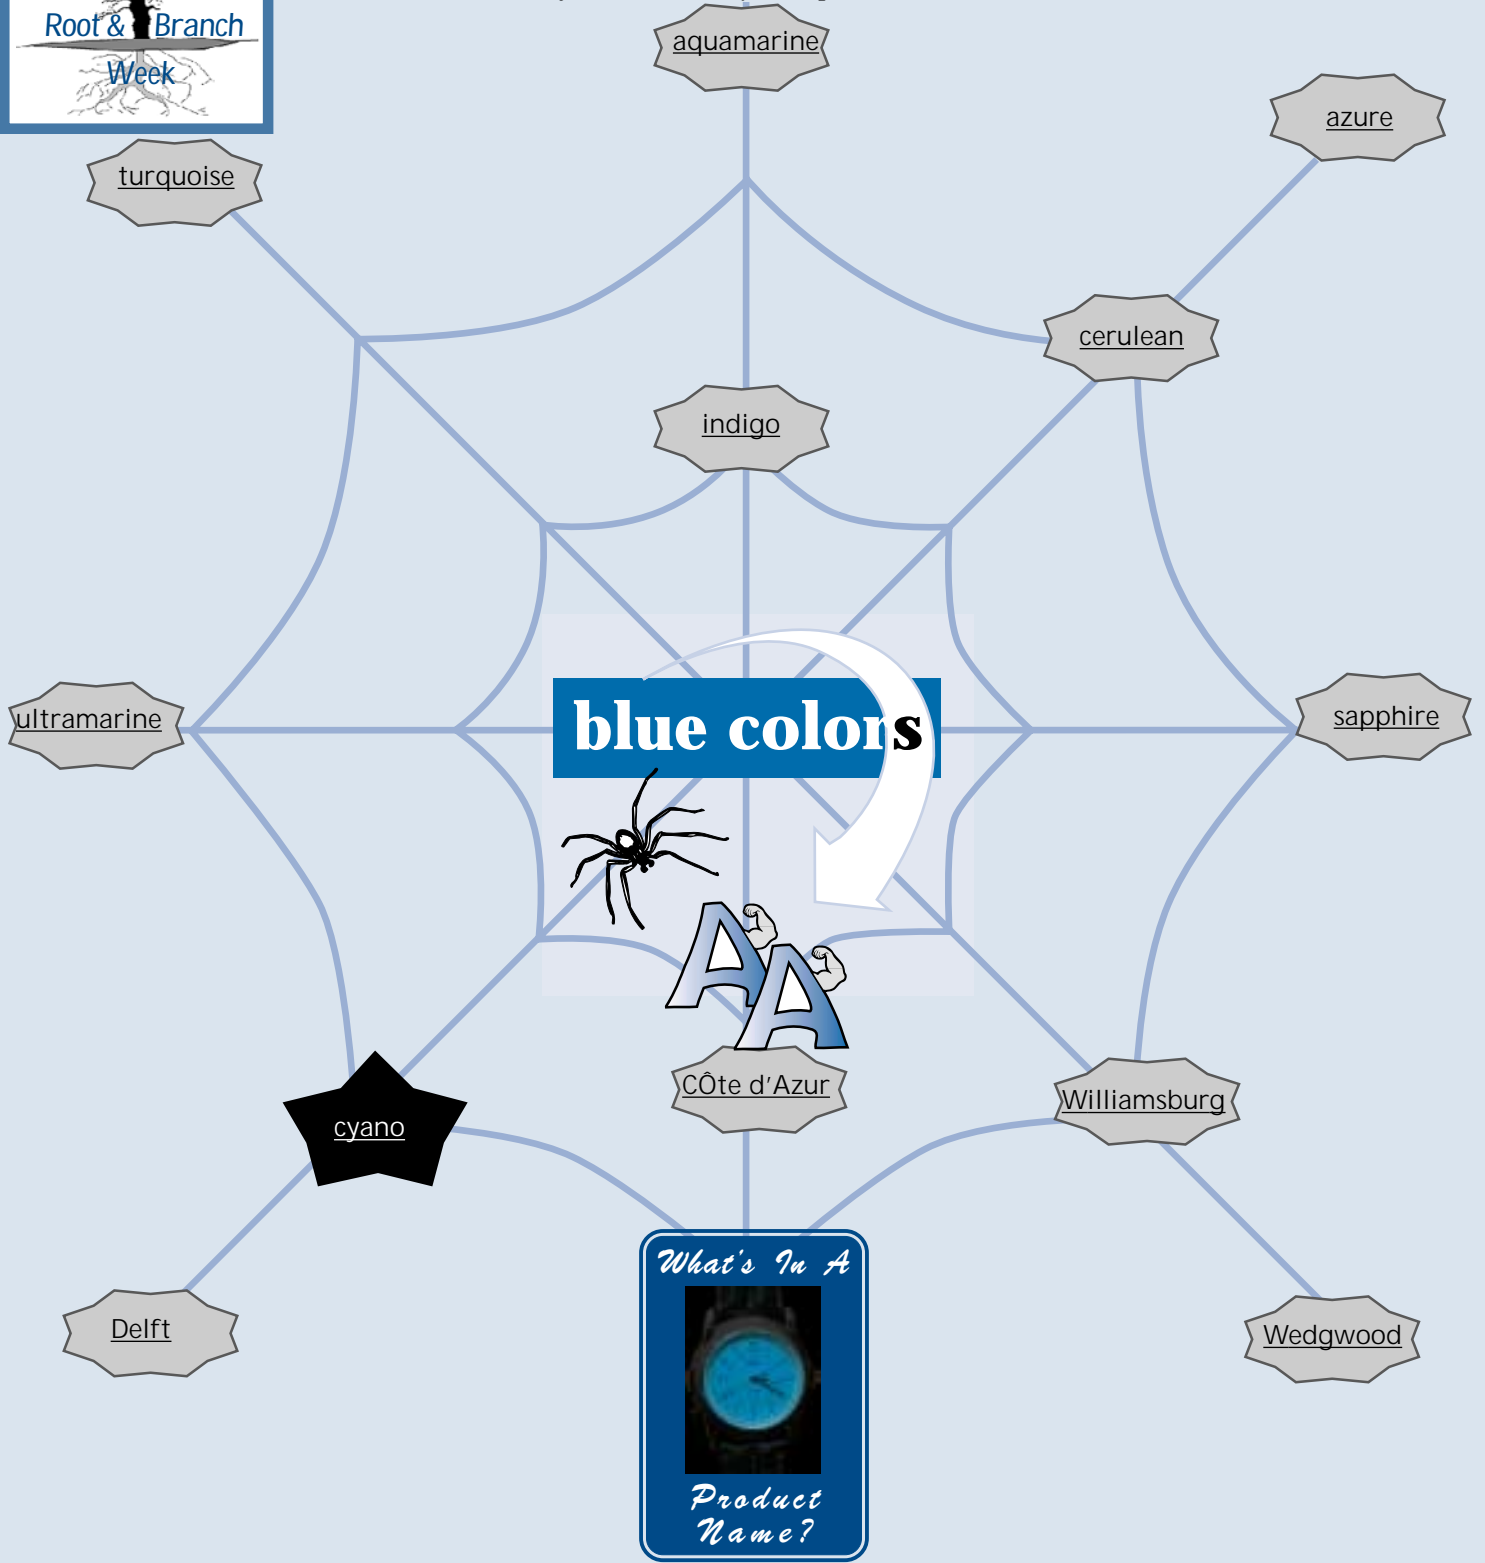 Root & Branch
Week
aquamarine
azure
turquoise
cerulean
indigo
ultramarine
blue colors
sapphire
AA
CÔte d'Azur
Williamsburg
cyano
What's In A
Delft
Wedgwood
Product
Name?